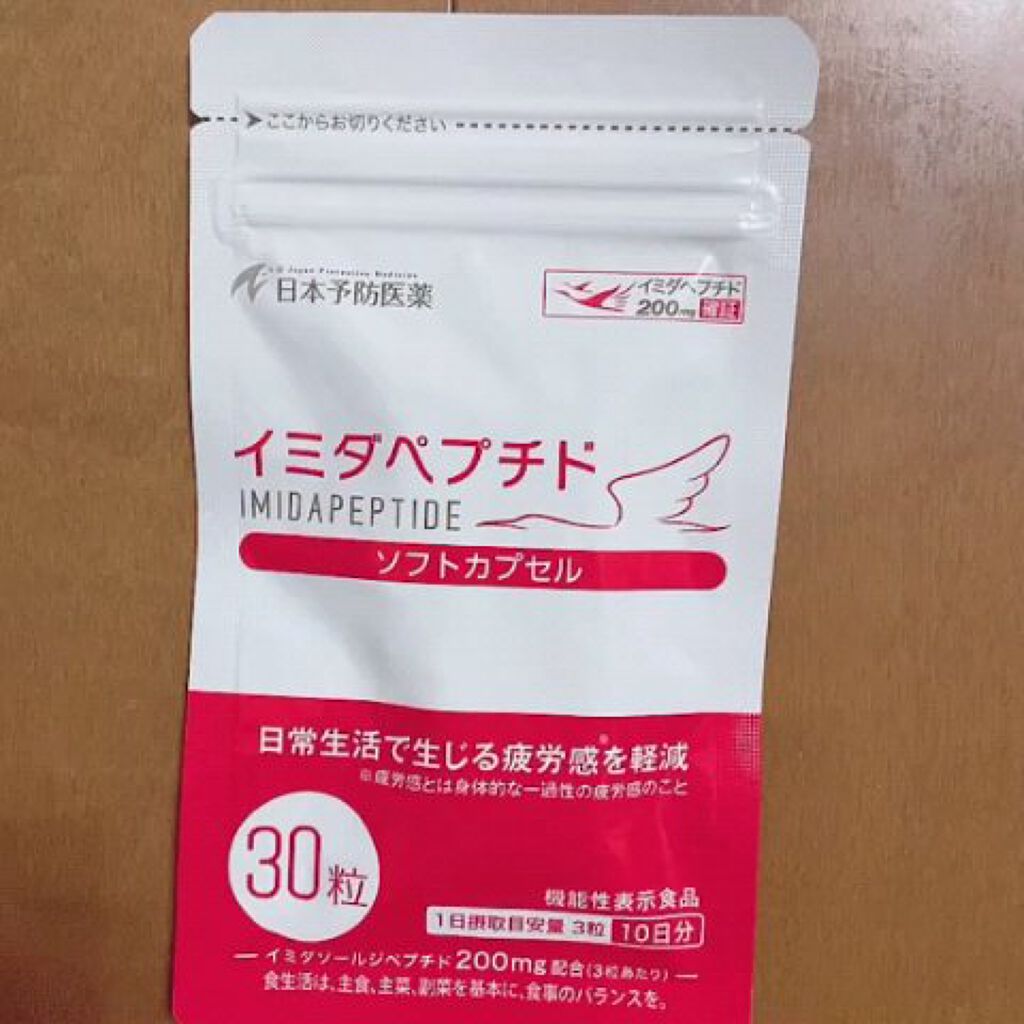 ここからお切りください
Japan Preventive Medicine
日本予防医薬
イミダペプチド
200mg 確証
イミダペプチド
IMIDAPEPTIDE
ソフトカプセル
日常生活で生じる疲労感※を軽減
※疲労感とは身体的な一過性の疲労感のこと
30粒
機能性表示食品
1日摂取目安量 3粒 10日分
イミダゾールジペプチド 200mg 配合(3粒あたり)
食生活は、主食、主菜、副菜を基本に、食事のバランスを。